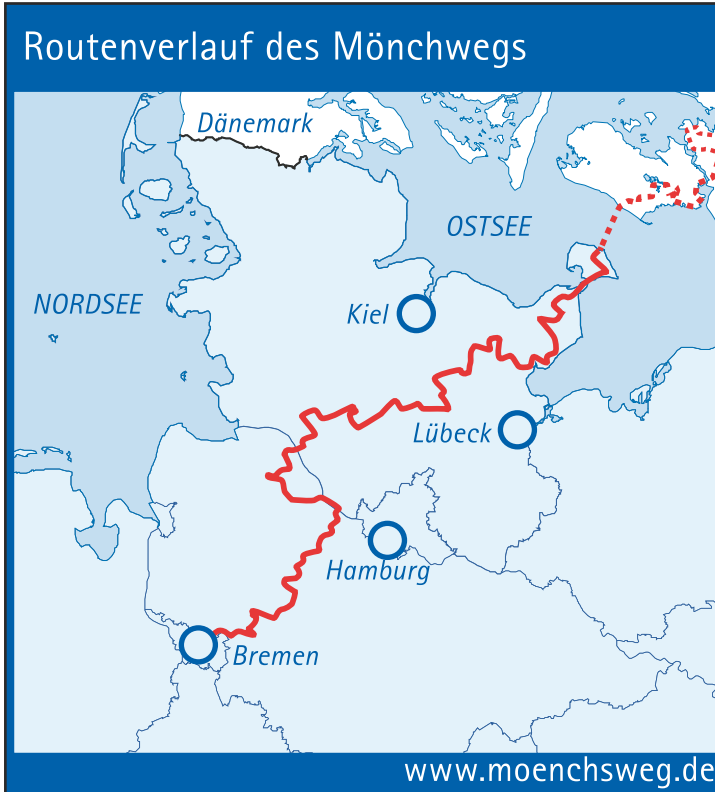 Routenverlauf des Mönchwegs
Dänemark
OSTSEE
NORDSEE
Kiel
Lübeck
Hamburg
Bremen
www.moenchsweg.de